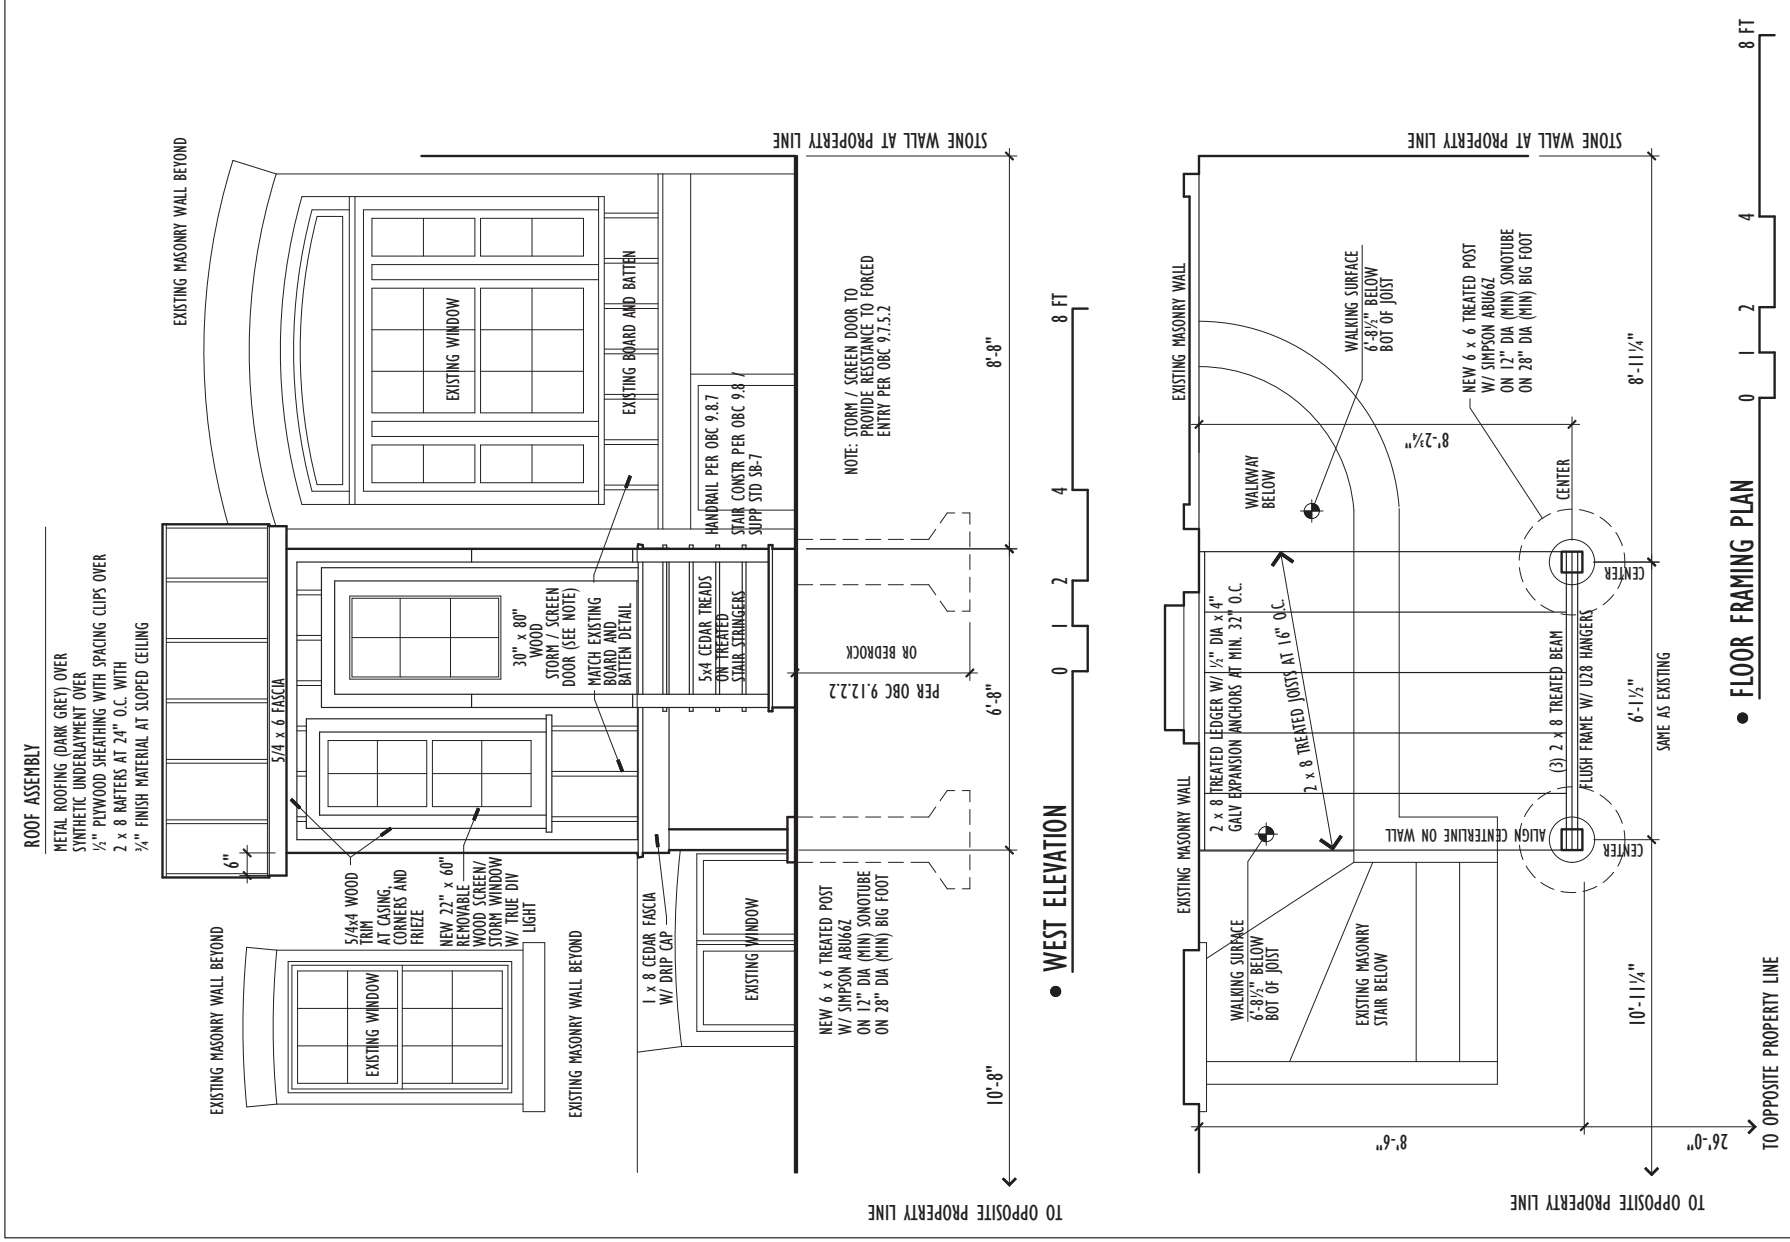 ROOF ASSEMBLY
METAL ROOFING (DARK GREY) OVER
SYNTHETIC UNDERLAYMENT OVER
½" PLYWOOD SHEATHING WITH SPACING CLIPS OVER
2 x 8 RAFTERS AT 24" O.C. WITH
¾" FINISH MATERIAL AT SLOPED CEILING
EXISTING MASONRY WALL BEYOND
6"
5/4 x 6 FASCIA
EXISTING MASONRY WALL BEYOND
EXISTING WINDOW
5/4x4 WOOD
TRIM
AT CASING,
CORNERS AND
FRIEZE
NEW 22" x 60"
REMOVABLE
WOOD SCREEN/
STORM WINDOW
W/ TRUE DIV
LIGHT
EXISTING MASONRY WALL BEYOND
EXISTING WINDOW
EXISTING BOARD AND BATTEN
30" x 80"
WOOD
STORM / SCREEN
DOOR (SEE NOTE)
MATCH EXISTING
BOARD AND
BATTEN DETAIL
1 x 8 CEDAR FASCIA
W/ DRIP CAP
EXISTING WINDOW
5x4 CEDAR TREADS
ON TREATED
STAIR STRINGERS
HANDRAIL PER OBC 9.8.7
STAIR CONSTR PER OBC 9.8 /
SUPP STD SB-7
STONE WALL AT PROPERTY LINE
NEW 6 x 6 TREATED POST
W/ SIMPSON ABU66Z
ON 12" DIA (MIN) SONOTUBE
ON 28" DIA (MIN) BIG FOOT
PER OBC 9.12.2.2
OR BEDROCK
NOTE: STORM / SCREEN DOOR TO
PROVIDE RESISTANCE TO FORCED
ENTRY PER OBC 9.7.5.2
TO OPPOSITE PROPERTY LINE
10'-8"
6'-8"
8'-8"
• WEST ELEVATION
0 1 2 4 8 FT
EXISTING MASONRY WALL
EXISTING MASONRY WALL
2 x 8 TREATED LEDGER W/ ½" DIA x 4"
GALV EXPANSION ANCHORS AT MIN. 32" O.C.
2 x 8 TREATED JOISTS AT 16" O.C.
WALKING SURFACE
6'-8½" BELOW
BOT OF JOIST
WALKWAY
BELOW
WALKING SURFACE
6'-8½" BELOW
BOT OF JOIST
EXISTING MASONRY
STAIR BELOW
ALIGN CENTERLINE ON WALL
STONE WALL AT PROPERTY LINE
8'-2¾"
CENTER
NEW 6 x 6 TREATED POST
W/ SIMPSON ABU66Z
ON 12" DIA (MIN) SONOTUBE
ON 28" DIA (MIN) BIG FOOT
(3) 2 x 8 TREATED BEAM
FLUSH FRAME W/ U28 HANGERS
CENTER
CENTER
8'-6"
26'-0"
TO OPPOSITE PROPERTY LINE
TO OPPOSITE PROPERTY LINE
10'-11¼"
6'-1½"
SAME AS EXISTING
8'-11¼"
• FLOOR FRAMING PLAN
0 1 2 4 8 FT